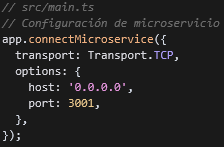 // src/main.ts
// Configuración de microservicio
app.connectMicroservice({
  transport: Transport.TCP,
  options: {
    host: '0.0.0.0',
    port: 3001,
  },
});